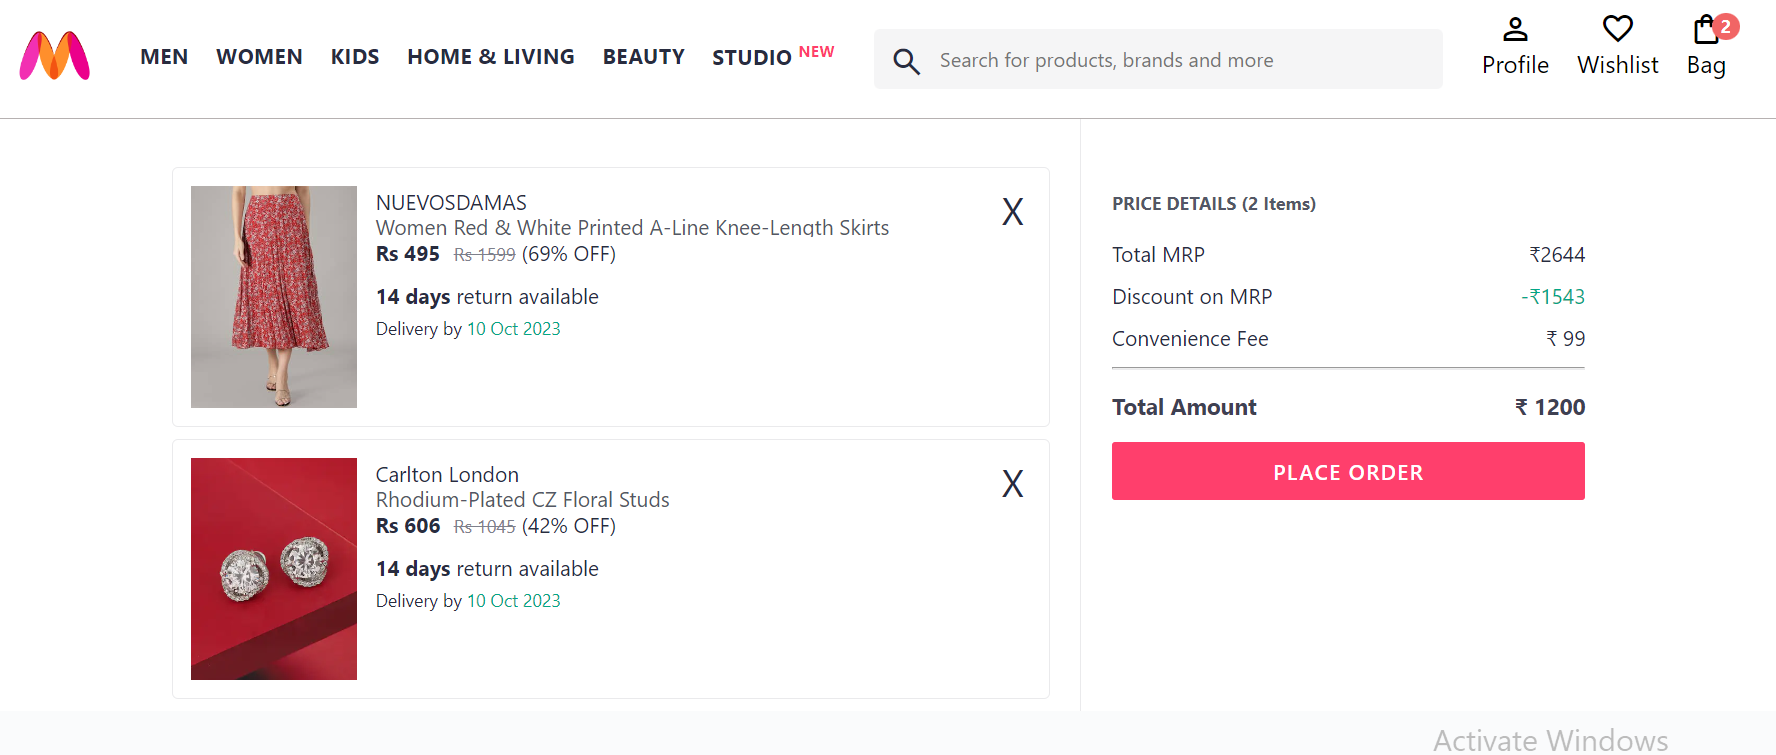 MEN WOMEN KIDS HOME & LIVING BEAUTY STUDIO NEW
Search for products, brands and more
Profile
Wishlist
2
Bag
NUEVOSDAMAS
X
Women Red & White Printed A-Line Knee-Length Skirts
Rs 495 Rs 1599 (69% OFF)
14 days return available
Delivery by 10 Oct 2023
Carlton London
X
Rhodium-Plated CZ Floral Studs
Rs 606 Rs 1045 (42% OFF)
14 days return available
Delivery by 10 Oct 2023
PRICE DETAILS (2 Items)
Total MRP ₹2644
Discount on MRP -₹1543
Convenience Fee ₹ 99
Total Amount ₹ 1200
PLACE ORDER
Activate Windows